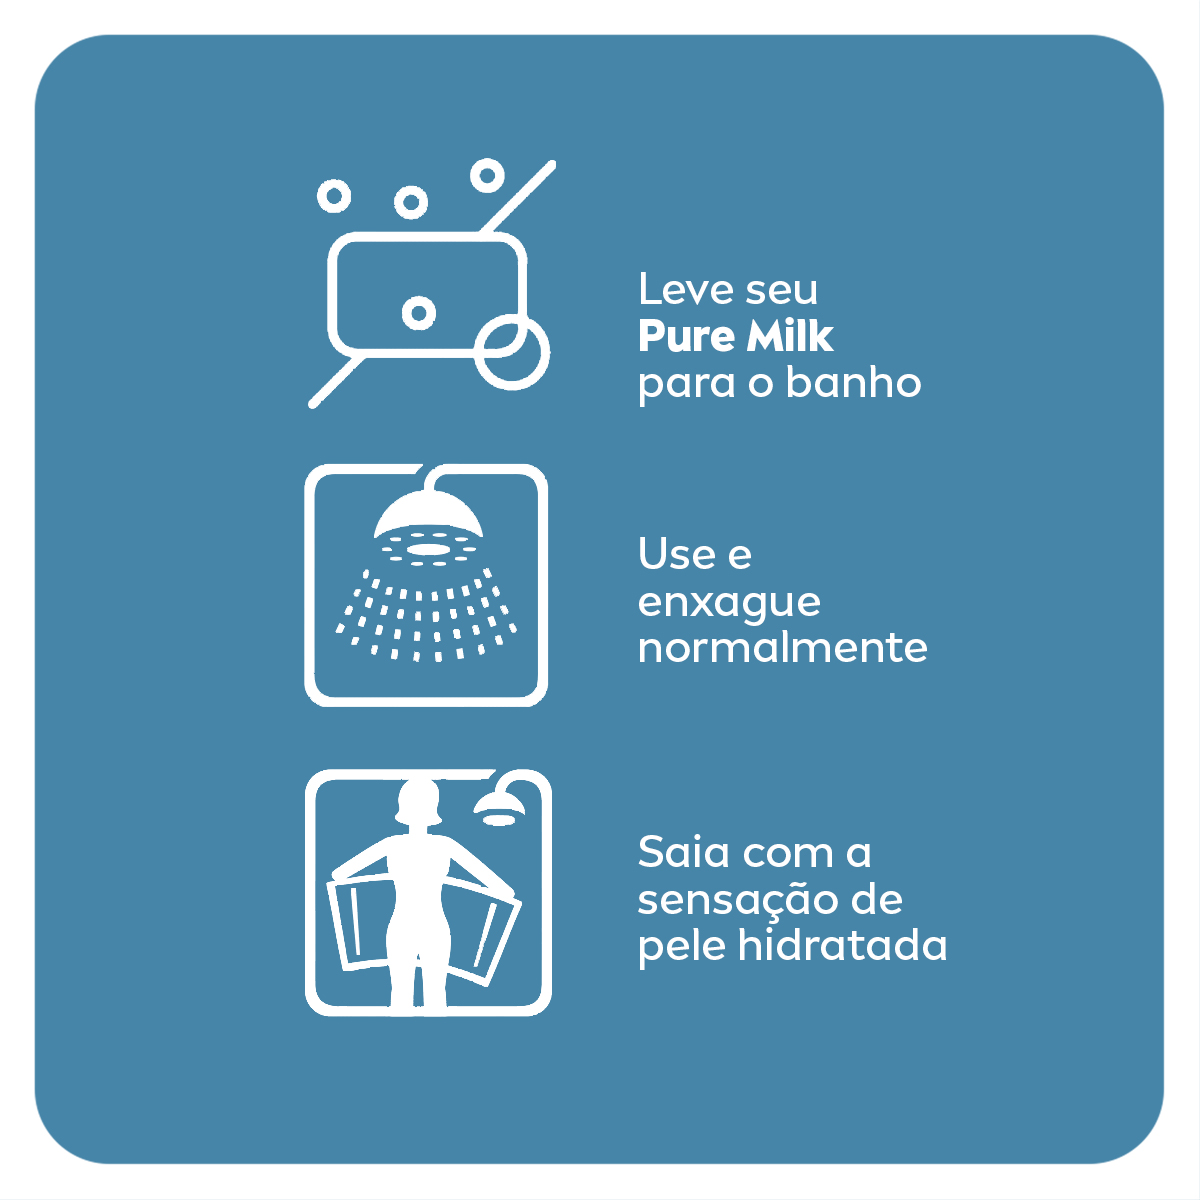 Leve seu
Pure Milk
para o banho
Use e
enxague
normalmente
Saia com a
sensação de
pele hidratada